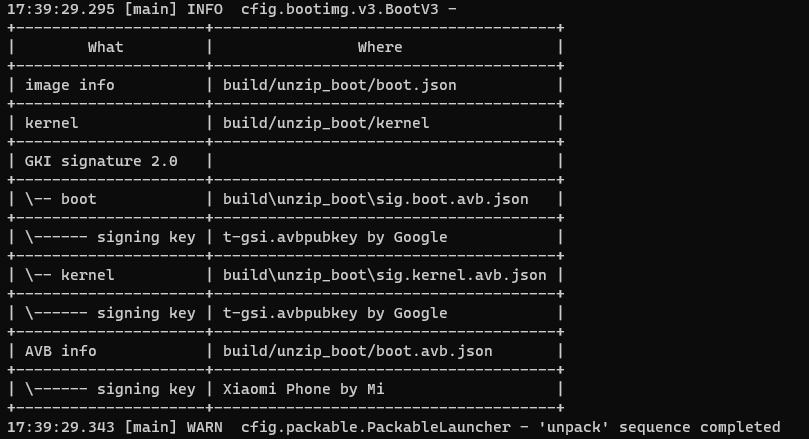 17:39:29.295 [main] INFO  cfig.bootimg.v3.BootV3 -
+---------------------+--------------------------------------+
|        What         |                Where                 |
+---------------------+--------------------------------------+
| image info          | build/unzip_boot/boot.json           |
+---------------------+--------------------------------------+
| kernel              | build/unzip_boot/kernel              |
+---------------------+--------------------------------------+
| GKI signature 2.0   |                                      |
+---------------------+--------------------------------------+
| \-- boot            | build\unzip_boot\sig.boot.avb.json   |
+---------------------+--------------------------------------+
| \------ signing key | t-gsi.avbpubkey by Google            |
+---------------------+--------------------------------------+
| \-- kernel          | build\unzip_boot\sig.kernel.avb.json |
+---------------------+--------------------------------------+
| \------ signing key | t-gsi.avbpubkey by Google            |
+---------------------+--------------------------------------+
| AVB info            | build/unzip_boot/boot.avb.json       |
+---------------------+--------------------------------------+
| \------ signing key | Xiaomi Phone by Mi                   |
+---------------------+--------------------------------------+
17:39:29.343 [main] WARN  cfig.packable.PackableLauncher - 'unpack' sequence completed